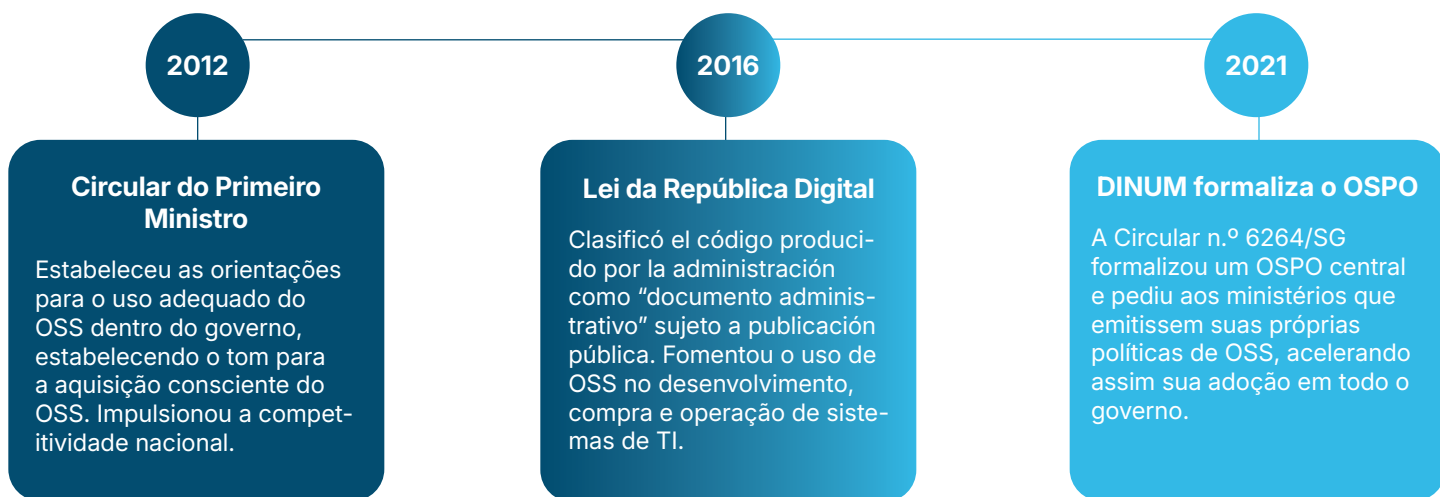 2012
Circular do Primeiro
Ministro
Estabeleceu as orientações
para o uso adequado do
OSS dentro do governo,
estabelecendo o tom para
a aquisição consciente do
OSS. Impulsionou a compet-
itividade nacional.
2016
Lei da República Digital
Clasificó el código produci-
do por la administración
como “documento adminis-
trativo” sujeto a publicación
pública. Fomentou o uso de
OSS no desenvolvimento,
compra e operação de siste-
mas de TI.
2021
DINUM formaliza o OSPO
A Circular n.º 6264/SG
formalizou um OSPO central
e pediu aos ministérios que
emitissem suas próprias
políticas de OSS, acelerando
assim sua adoção em todo o
governo.